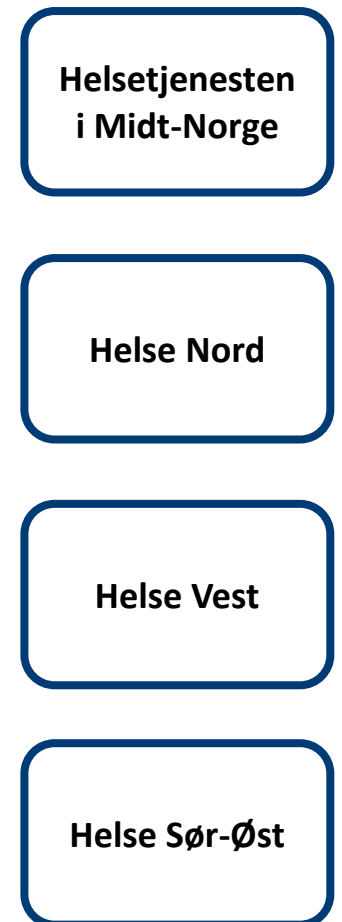 Helsetjenesten
i Midt-Norge
Helse Nord
Helse Vest
Helse Sør-Øst